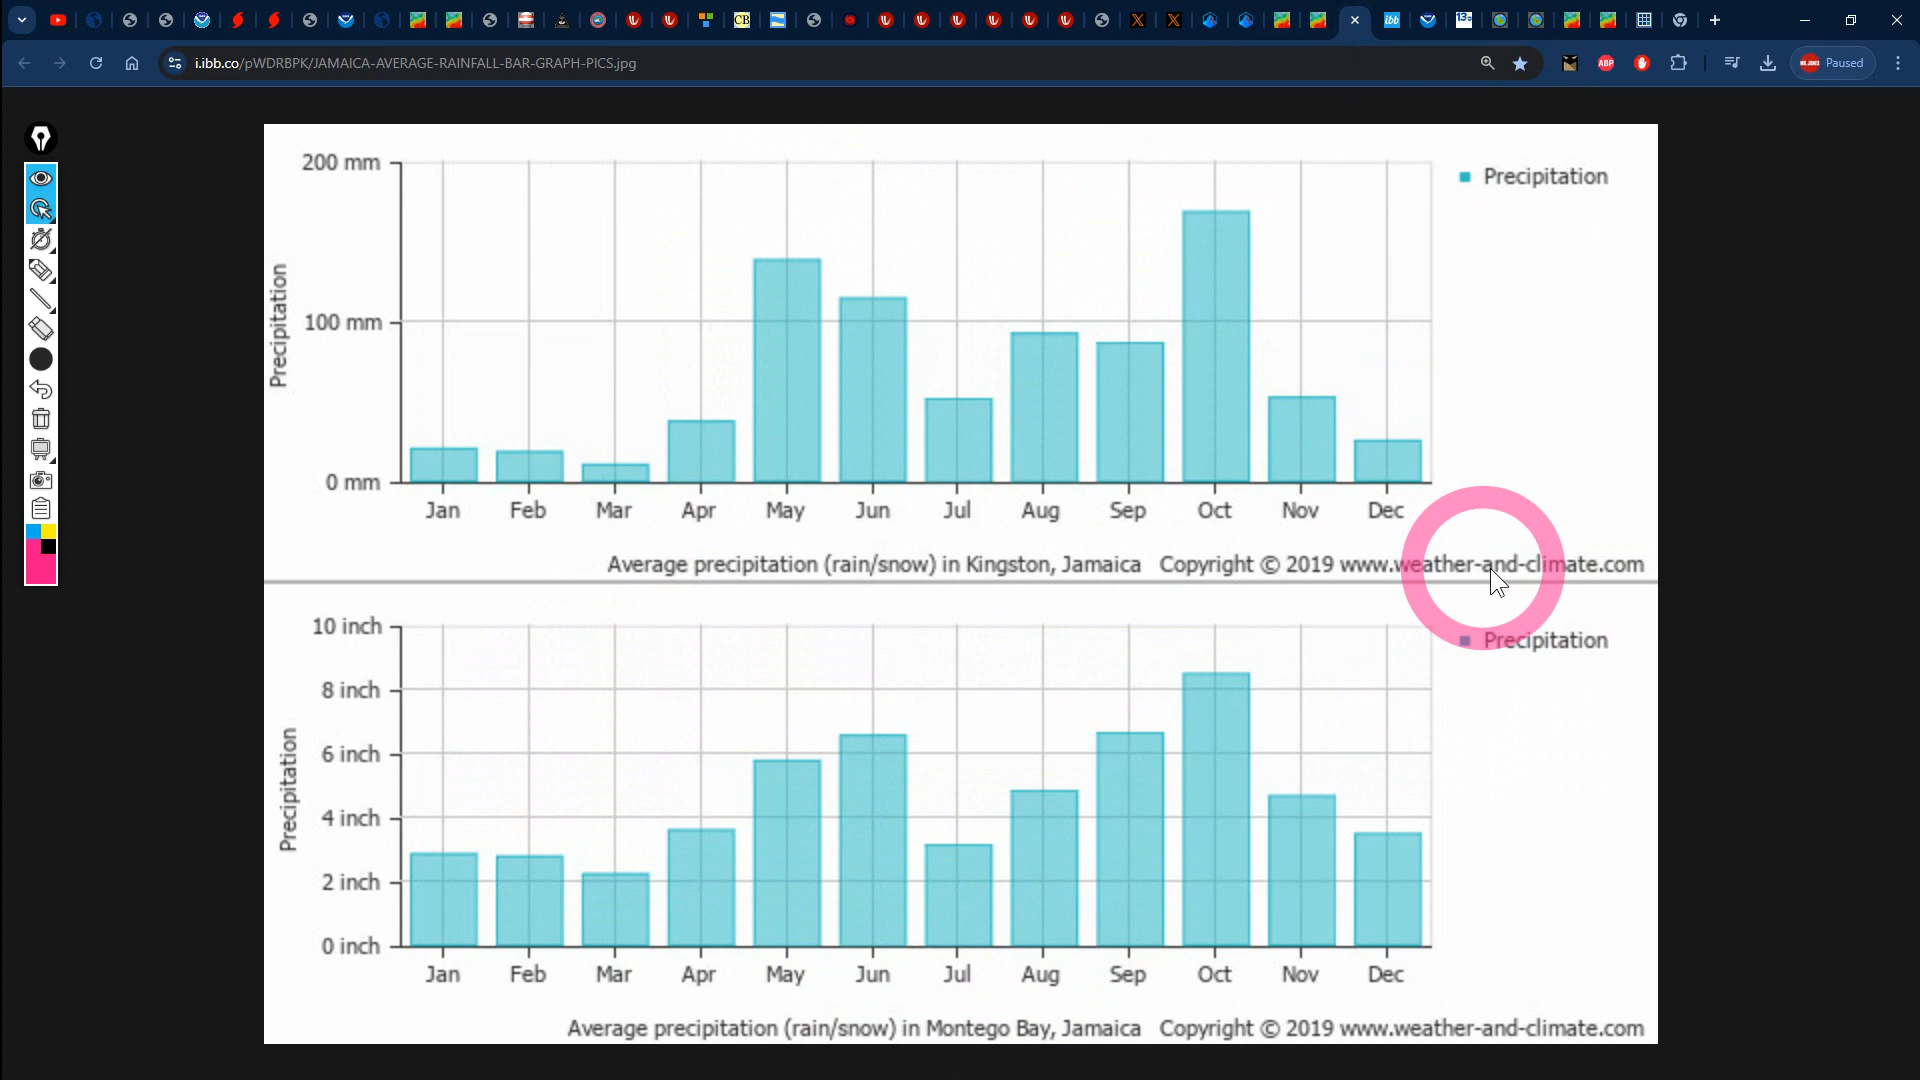 i.ibb.co/pWDRBPK/JAMAICA-AVERAGE-RAINFALL-BAR-GRAPH-PICS.jpg
Paused
200 mm
100 mm
0 mm
Precipitation
Precipitation
Jan Feb Mar Apr May Jun Jul Aug Sep Oct Nov Dec
Average precipitation (rain/snow) in Kingston, Jamaica Copyright © 2019 www.weather-and-climate.com
10 inch
8 inch
6 inch
4 inch
2 inch
0 inch
Precipitation
Precipitation
Jan Feb Mar Apr May Jun Jul Aug Sep Oct Nov Dec
Average precipitation (rain/snow) in Montego Bay, Jamaica Copyright © 2019 www.weather-and-climate.com